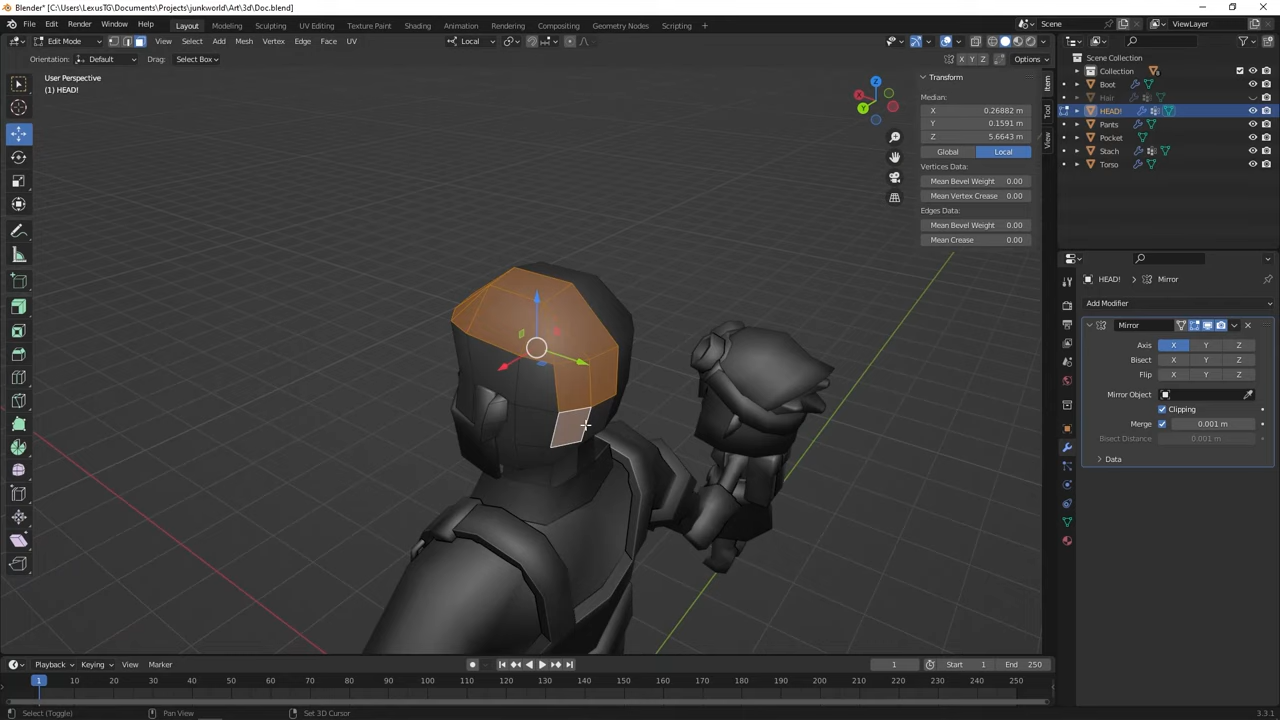 Blender* [C:\Users\LexusTG\Documents\Projects\junkworld\Art\3d\Doc.blend]
File Edit Render Window Help Layout Modeling Sculpting UV Editing Texture Paint Shading Animation Rendering Compositing Geometry Nodes Scripting + Scene ViewLayer
Edit Mode View Select Add Mesh Vertex Edge Face UV Local
Orientation: Default Drag: Select Box X Y Z Options
User Perspective
(1) HEAD!
Z
X
Y
Transform
Median:
X 0.26882 m
Y 0.1591 m
Z 5.6643 m
Global Local
Vertices Data:
Mean Bevel Weight 0.00
Mean Vertex Crease 0.00
Edges Data:
Mean Bevel Weight 0.00
Mean Crease 0.00
Item
Tool
View
Scene Collection
Collection
Boot
Hair
HEAD!
Pants
Pocket
Stach
Torso
HEAD! > Mirror
Add Modifier
Mirror
Axis X Y Z
Bisect X Y Z
Flip X Y Z
Mirror Object
Clipping
Merge 0.001 m
Bisect Distance 0.001 m
Data
Playback Keying View Marker 1 Start 1 End 250
1 10 20 30 40 50 60 70 80 90 100 110 120 130 140 150 160 170 180 190 200 210 220 230 240 250
Select (Toggle) Pan View Set 3D Cursor 3.3.1